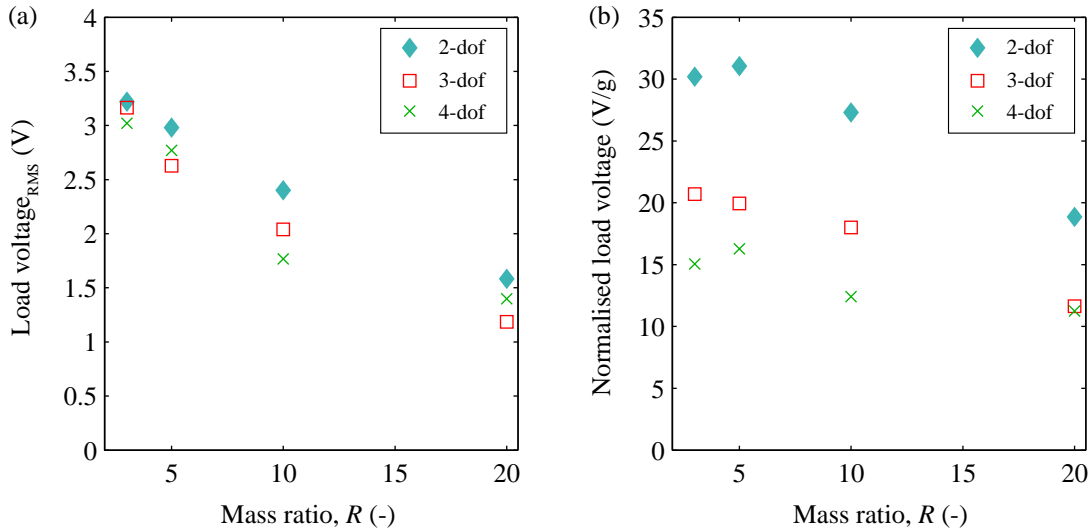 (a)
Load voltage_RMS (V)
4
3.5
3
2.5
2
1.5
1
0.5
0
5
10
15
20
Mass ratio, R (-)
2-dof
3-dof
4-dof
(b)
Normalised load voltage (V/g)
35
30
25
20
15
10
5
0
5
10
15
20
Mass ratio, R (-)
2-dof
3-dof
4-dof